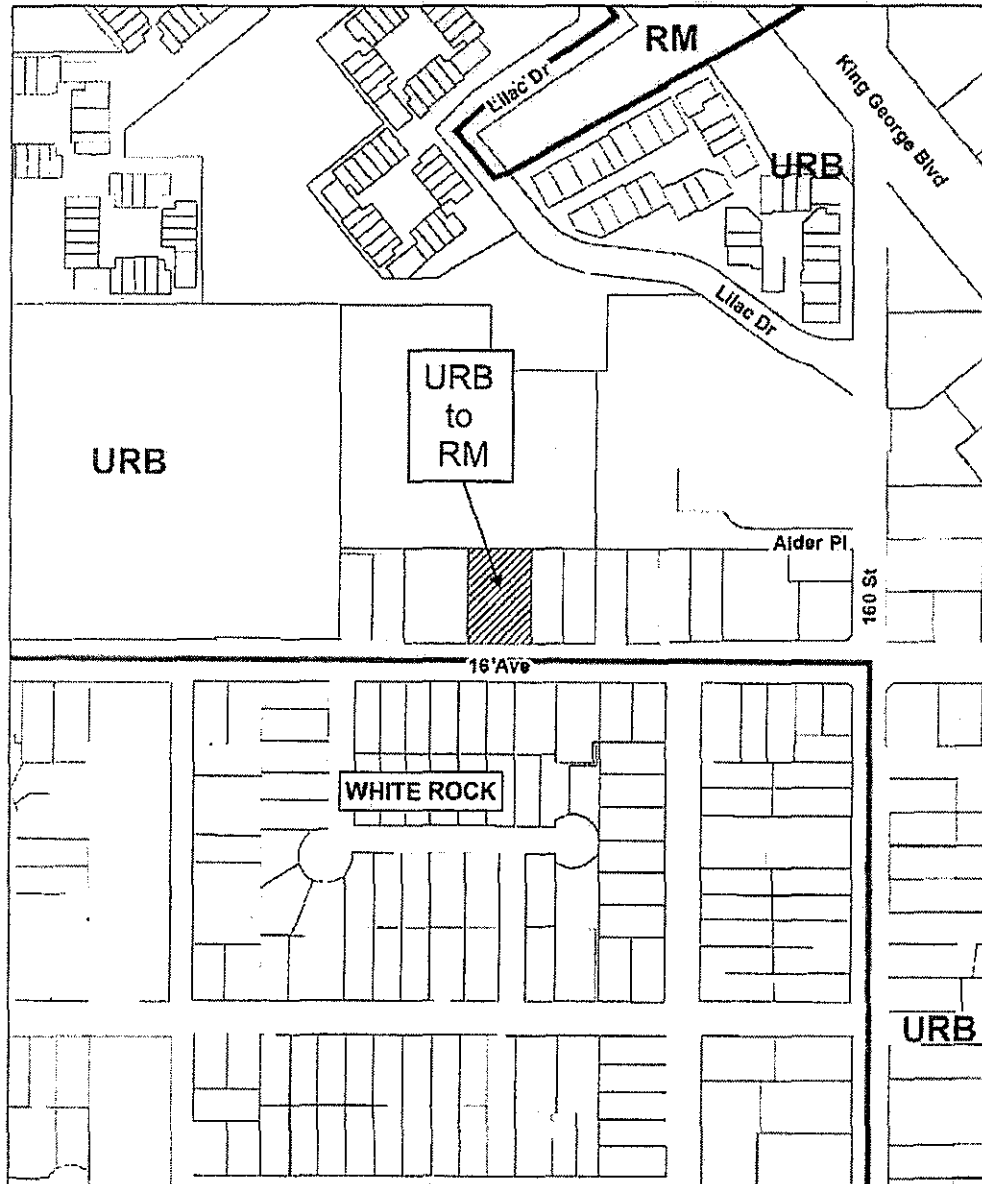 RM
Lilac Dr
King George Blvd
URB
Lilac Dr
URB
to
RM
URB
Alder Pl
160 St
16 Ave
WHITE ROCK
URB